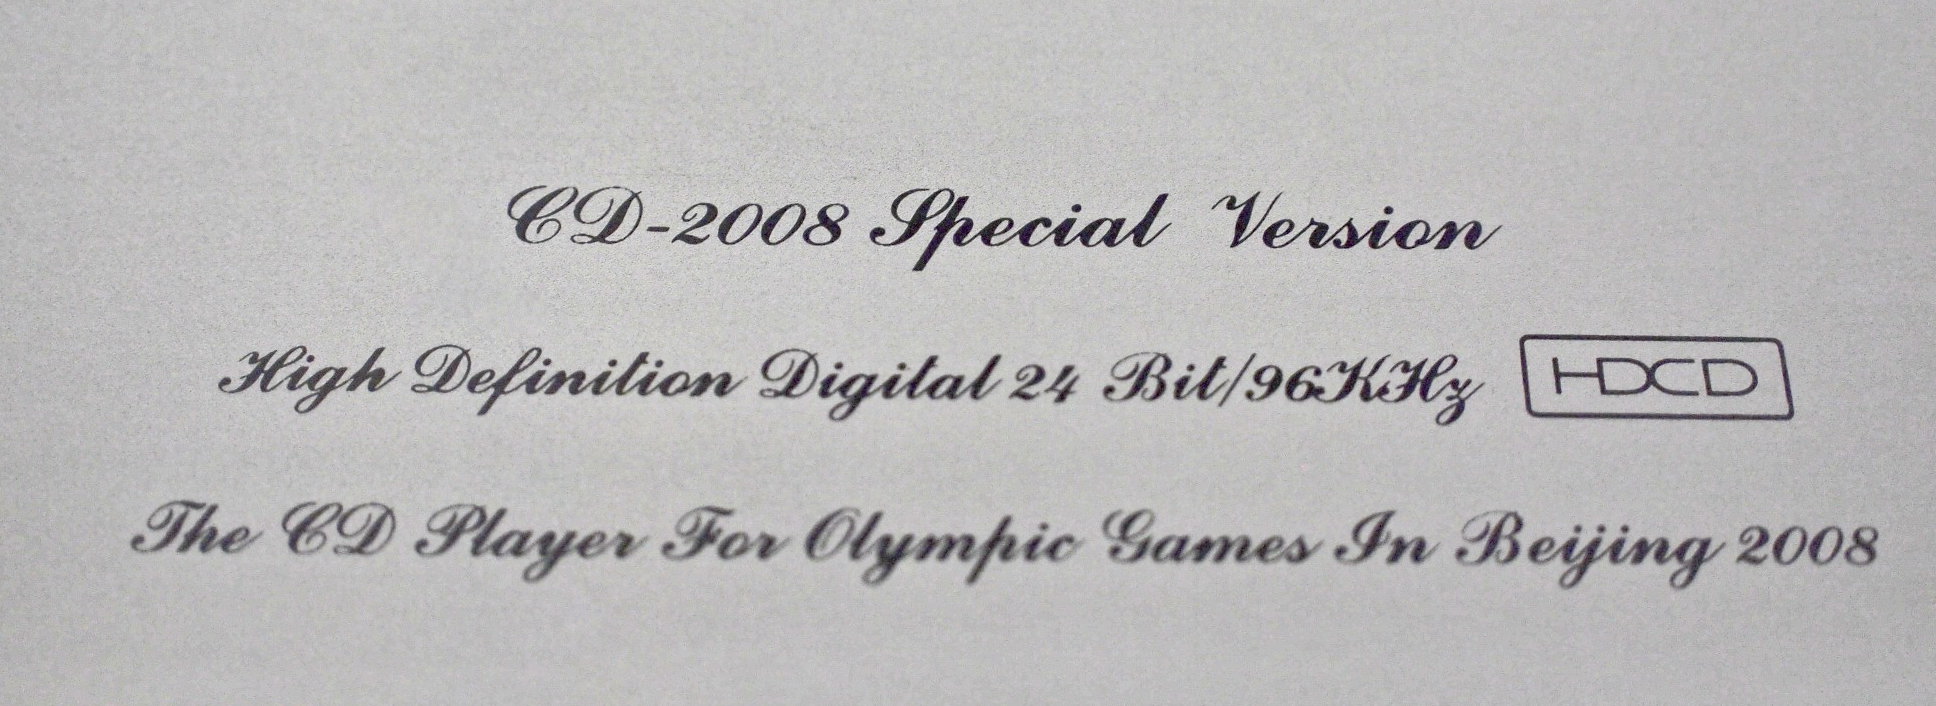 CD-2008 Special Version
High Definition Digital 24 Bit/96KHz HDCD
The CD Player For Olympic Games In Beijing 2008